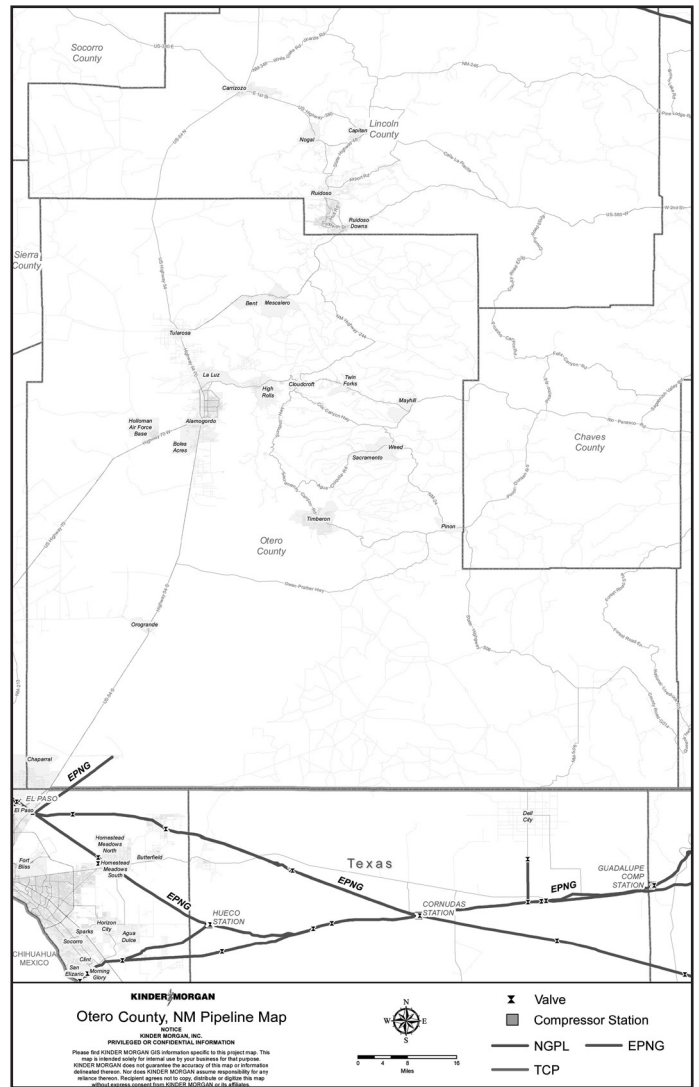 Socorro
County
Carrizozo
Lincoln
County
Capitan
Nogal
Ruidoso
Ruidoso
Downs
Sierra
County
Bent
Mescalero
Tularosa
La Luz
High
Rolls
Cloudcroft
Twin
Forks
Mayhill
Alamogordo
Holloman
Air Force
Base
Boles
Acres
Weed
Sacramento
Chaves
County
Timberon
Pinon
Otero
County
Orogrande
Chaparral
EPNG
EL PASO
El Paso
Homestead
Meadows
North
Butterfield
Homestead
Meadows
South
Fort
Bliss
Texas
Dell
City
GUADALUPE
COMP
STATION
EPNG
EPNG
EPNG
CORNUDAS
STATION
HUECO
STATION
Horizon
City
Sparks
Agua
Dulce
Socorro
CHIHUAHUA
MEXICO
Clint
San
Elizario
Morning
Glory
KINDER MORGAN
Otero County, NM Pipeline Map
NOTICE
KINDER MORGAN, INC.
PRIVILEGED OR CONFIDENTIAL INFORMATION
Please find KINDER MORGAN GIS information specific to this project map. This
map is intended solely for internal use by your business for that purpose.
KINDER MORGAN does not guarantee the accuracy of this map or information
delineated thereon. Nor does KINDER MORGAN assume responsibility for any
reliance thereon. Recipient agrees not to copy, distribute or digitize this map
without express consent from KINDER MORGAN or its affiliates.
N
W E
S
0 4 8 16
Miles
Valve
Compressor Station
NGPL
EPNG
TCP